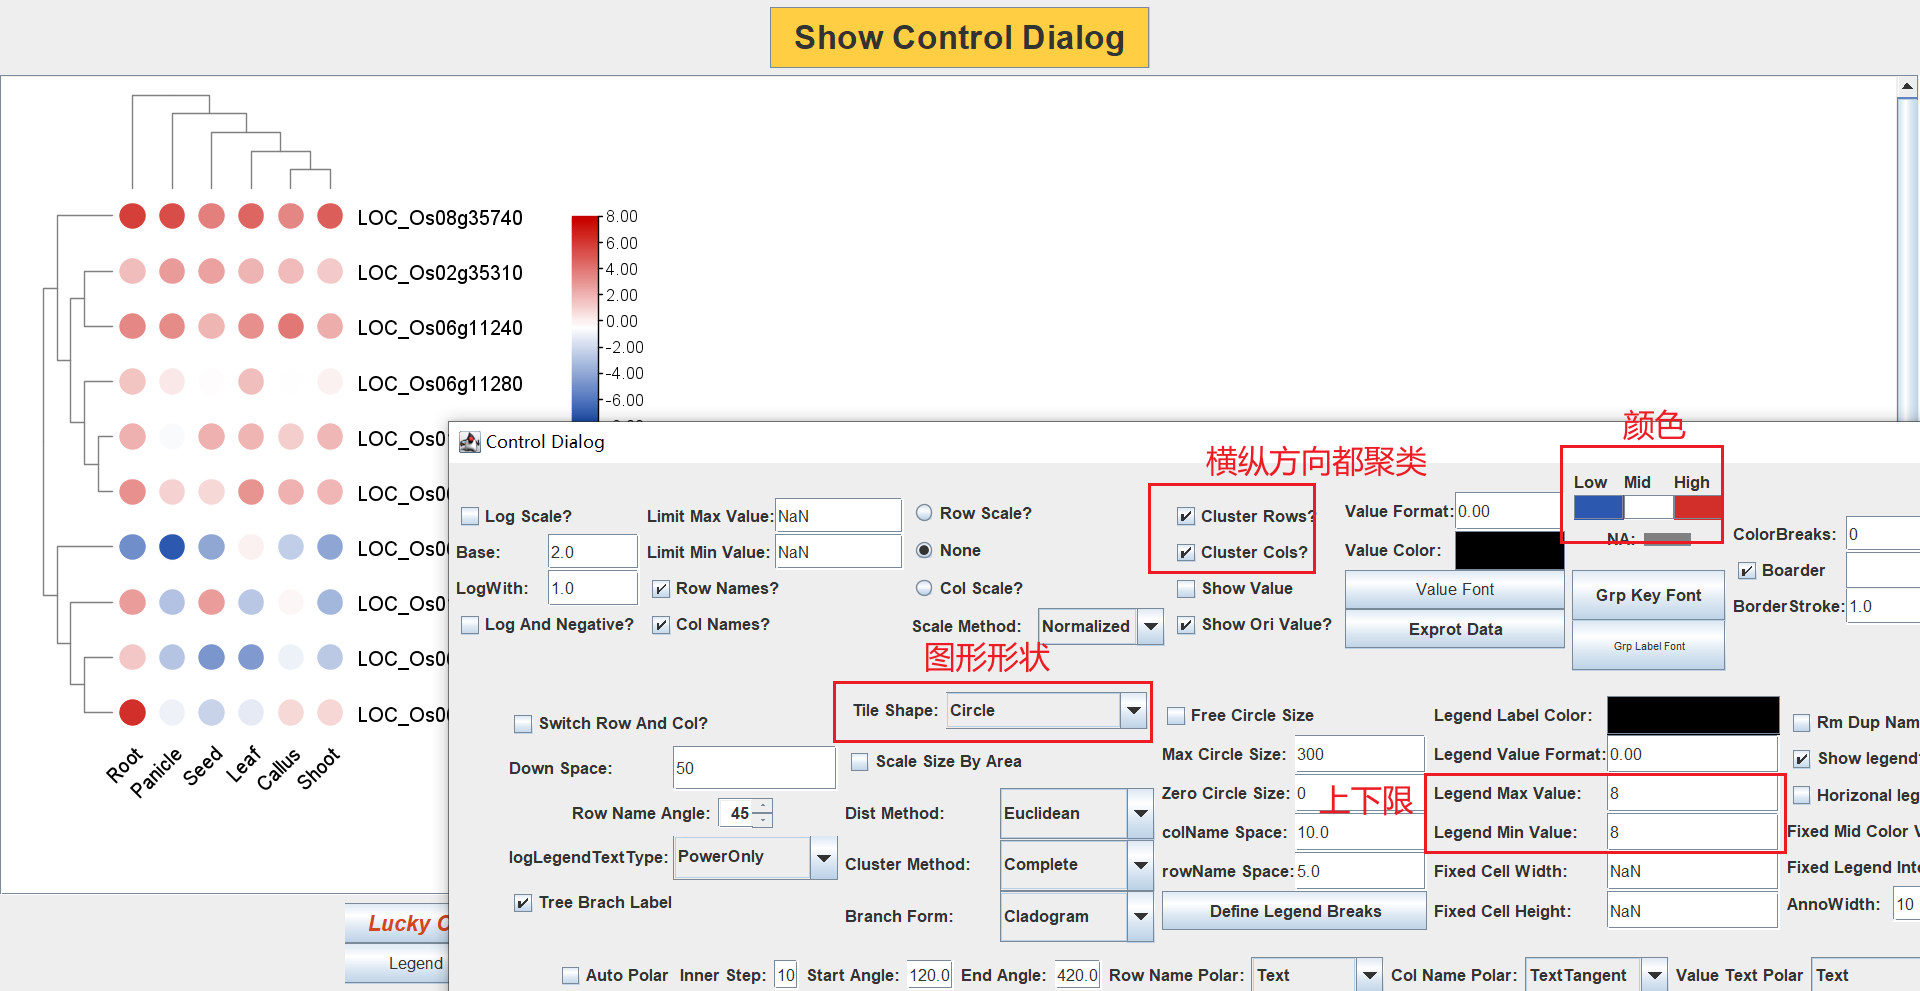 Show Control Dialog
LOC_Os08g35740
LOC_Os02g35310
LOC_Os06g11240
LOC_Os06g11280
8.00
6.00
4.00
2.00
0.00
-2.00
-4.00
-6.00
Root
Panicle
Seed
Leaf
Callus
Shoot
Lucky
Legend
Control Dialog
横纵方向都聚类
颜色
Low Mid High
NA:
Log Scale?
Base: 2.0
LogWith: 1.0
Log And Negative?
Limit Max Value: NaN
Limit Min Value: NaN
Row Names?
Col Names?
Row Scale?
None
Col Scale?
Scale Method: Normalized
Cluster Rows?
Cluster Cols?
Show Value
Show Ori Value?
Value Format: 0.00
Value Color:
Value Font
Exprot Data
Grp Key Font
Grp Label Font
ColorBreaks: 0
Boarder
BorderStroke: 1.0
图形形状
Switch Row And Col?
Down Space: 50
Row Name Angle: 45
logLegendTextType: PowerOnly
Tree Brach Label
Tile Shape: Circle
Scale Size By Area
Dist Method: Euclidean
Cluster Method: Complete
Branch Form: Cladogram
Free Circle Size
Max Circle Size: 300
Zero Circle Size: 0
上下限
colName Space: 10.0
rowName Space: 5.0
Define Legend Breaks
Legend Label Color:
Legend Value Format: 0.00
Legend Max Value: 8
Legend Min Value: 8
Fixed Cell Width: NaN
Fixed Cell Height: NaN
Rm Dup Nam
Show legend
Horizonal leg
Fixed Mid Color V
Fixed Legend Inte
AnnoWidth: 10
Auto Polar Inner Step: 10 Start Angle: 120.0 End Angle: 420.0 Row Name Polar: Text Col Name Polar: TextTangent Value Text Polar Text